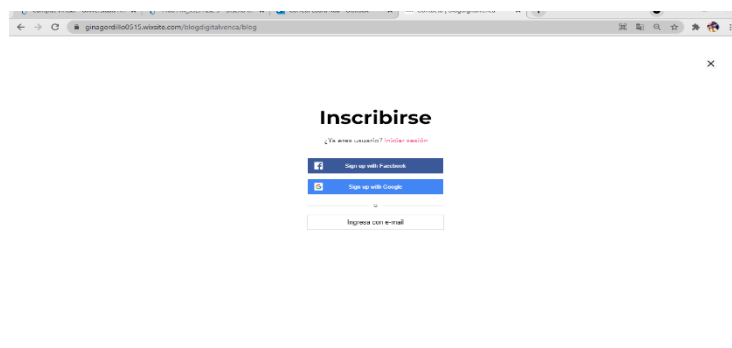 ginagordillo0515.wixsite.com/blogdigitalvenca/blog
Inscribirse
¿Ya eres usuario? Iniciar sesión
Sign up with Facebook
Sign up with Google
o
Ingresa con e-mail